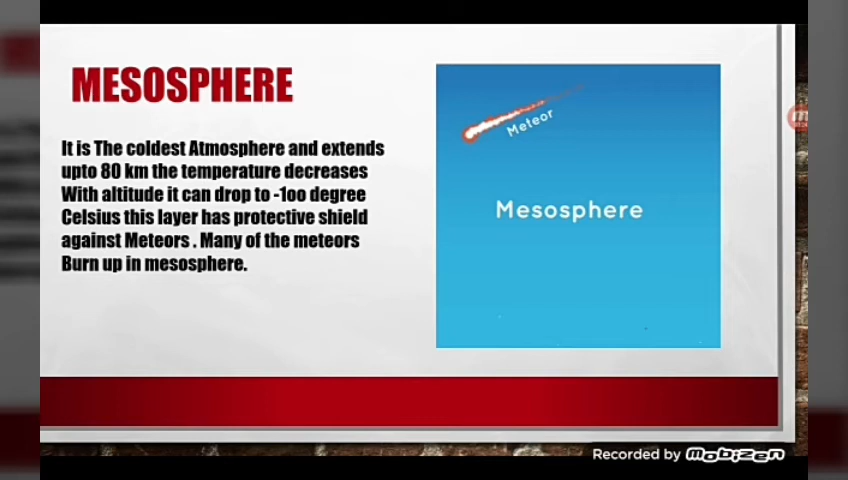 MESOSPHERE
It is The coldest Atmosphere and extends
upto 80 km the temperature decreases
With altitude it can drop to -1oo degree
Celsius this layer has protective shield
against Meteors . Many of the meteors
Burn up in mesosphere.
Meteor
Mesosphere
Recorded by mobizen